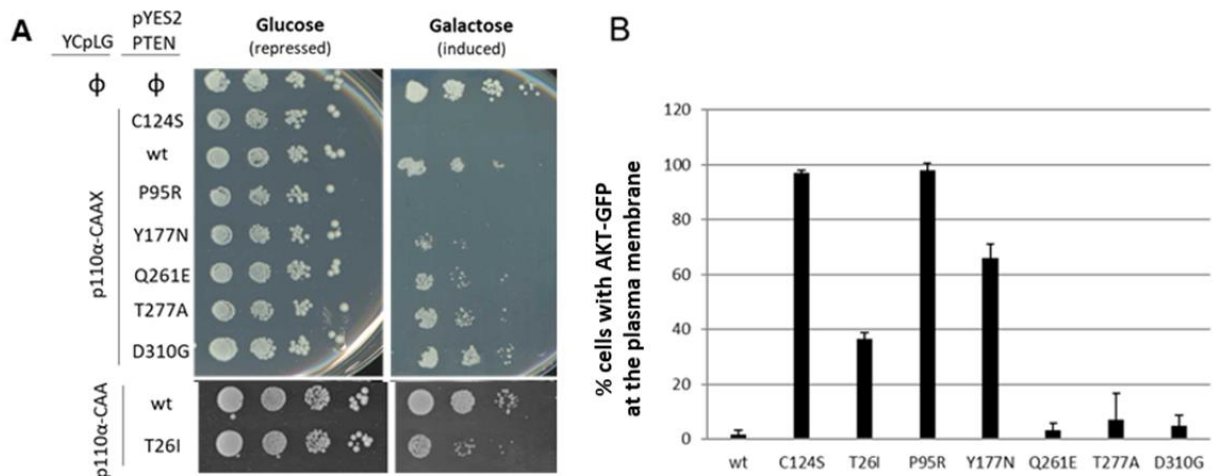 A
YCpLG
pYES2
PTEN
Glucose
(repressed)
Galactose
(induced)
ϕ
ϕ
p110α-CAAX
C124S
wt
P95R
Y177N
Q261E
T277A
D310G
p110α-CAA
wt
T26I
B
% cells with AKT-GFP
at the plasma membrane
120
100
80
60
40
20
0
wt C124S T26I P95R Y177N Q261E T277A D310G